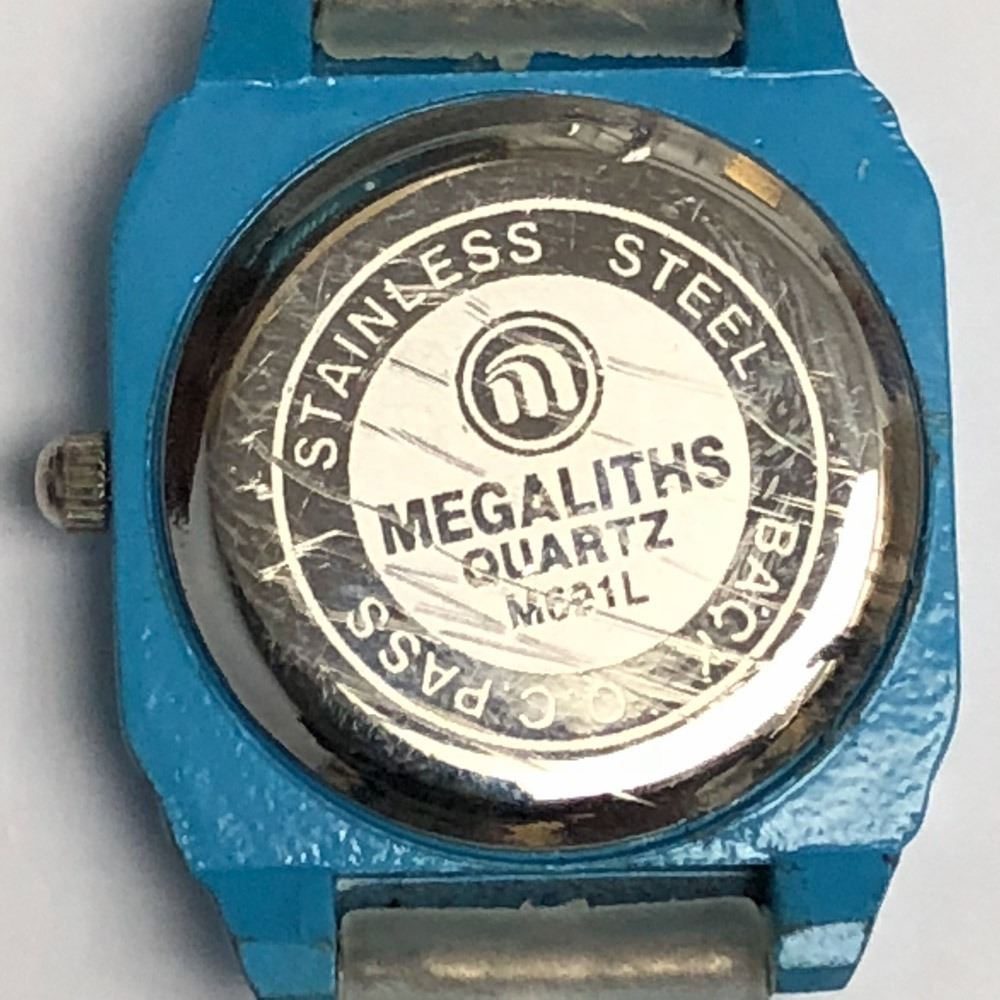 STAINLESS STEEL BACK
Q.C. PASS
MEGALITHS
QUARTZ